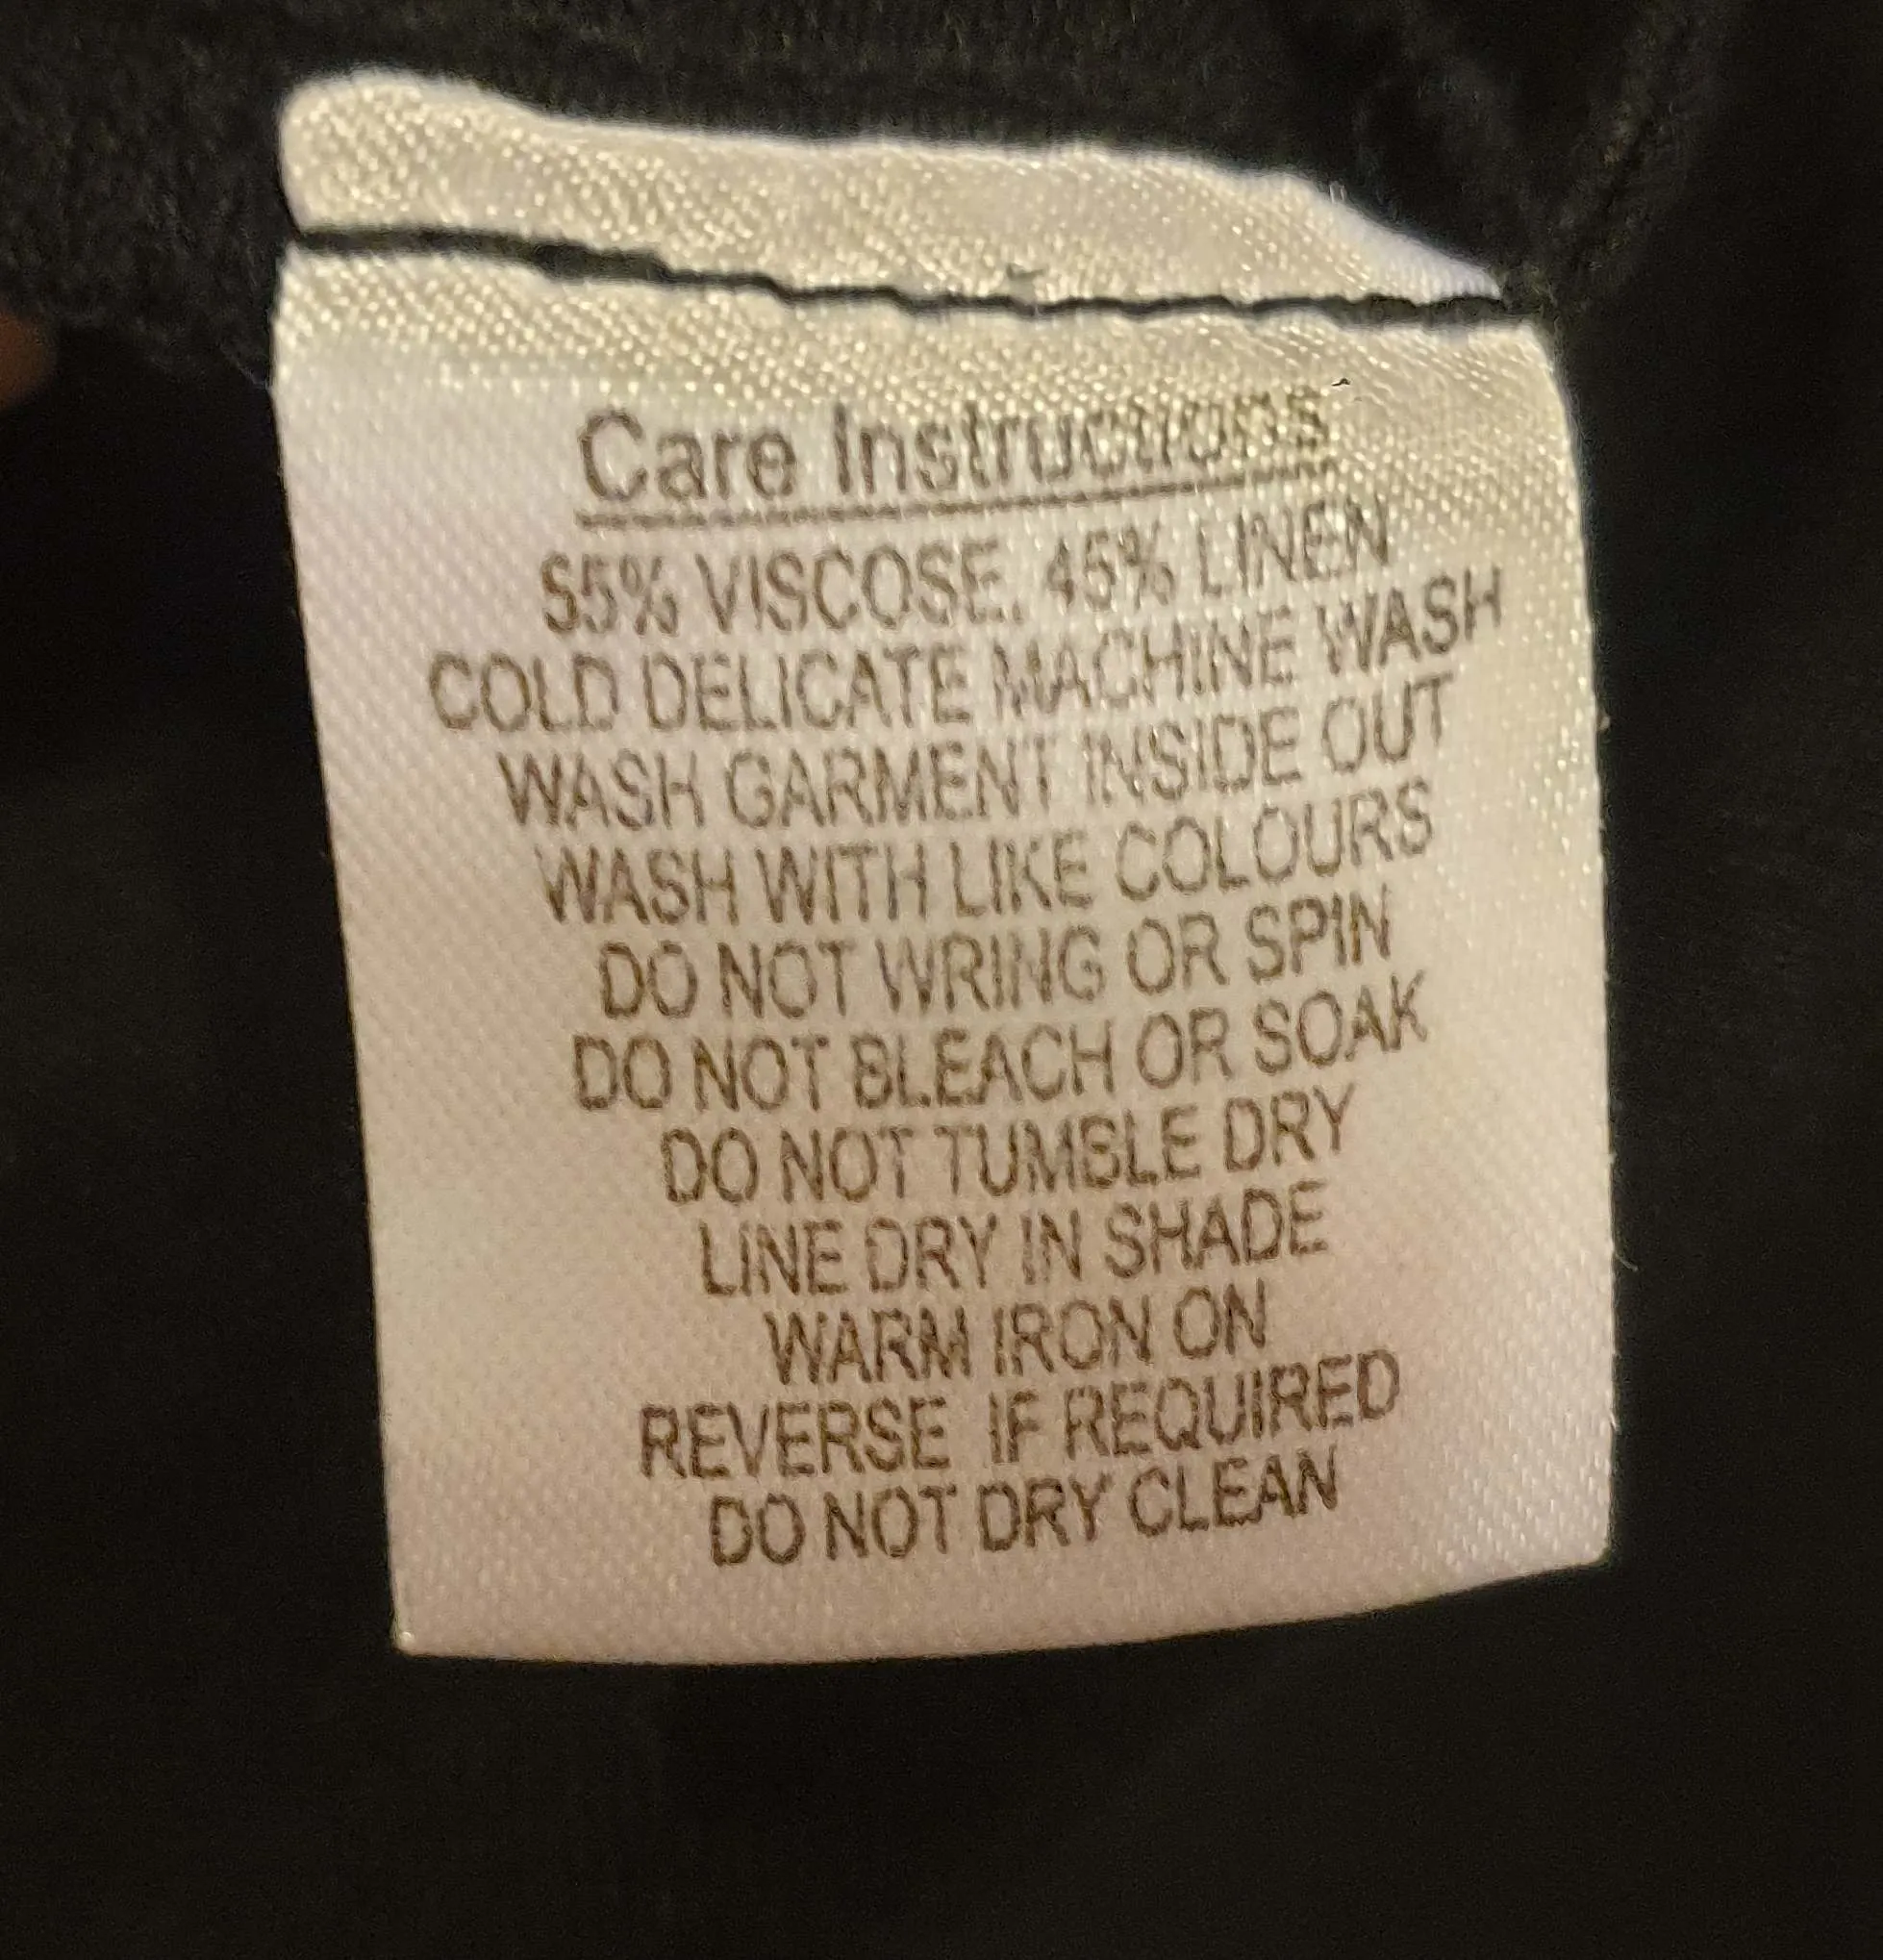 Care Instructions
55% VISCOSE, 45% LINEN
COLD DELICATE MACHINE WASH
WASH GARMENT INSIDE OUT
WASH WITH LIKE COLOURS
DO NOT WRING OR SPIN
DO NOT BLEACH OR SOAK
DO NOT TUMBLE DRY
LINE DRY IN SHADE
WARM IRON ON
REVERSE IF REQUIRED
DO NOT DRY CLEAN